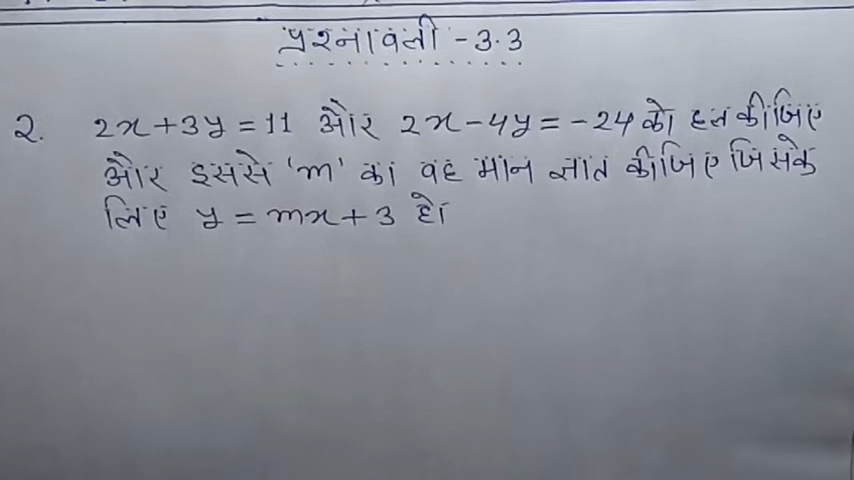 प्रश्नावली - 3.3
2. 2x + 3y = 11 और 2x - 4y = - 24 को हल कीजिए
और इससे 'm' का वह मान ज्ञात कीजिए जिसके
लिए y = mx + 3 हो।